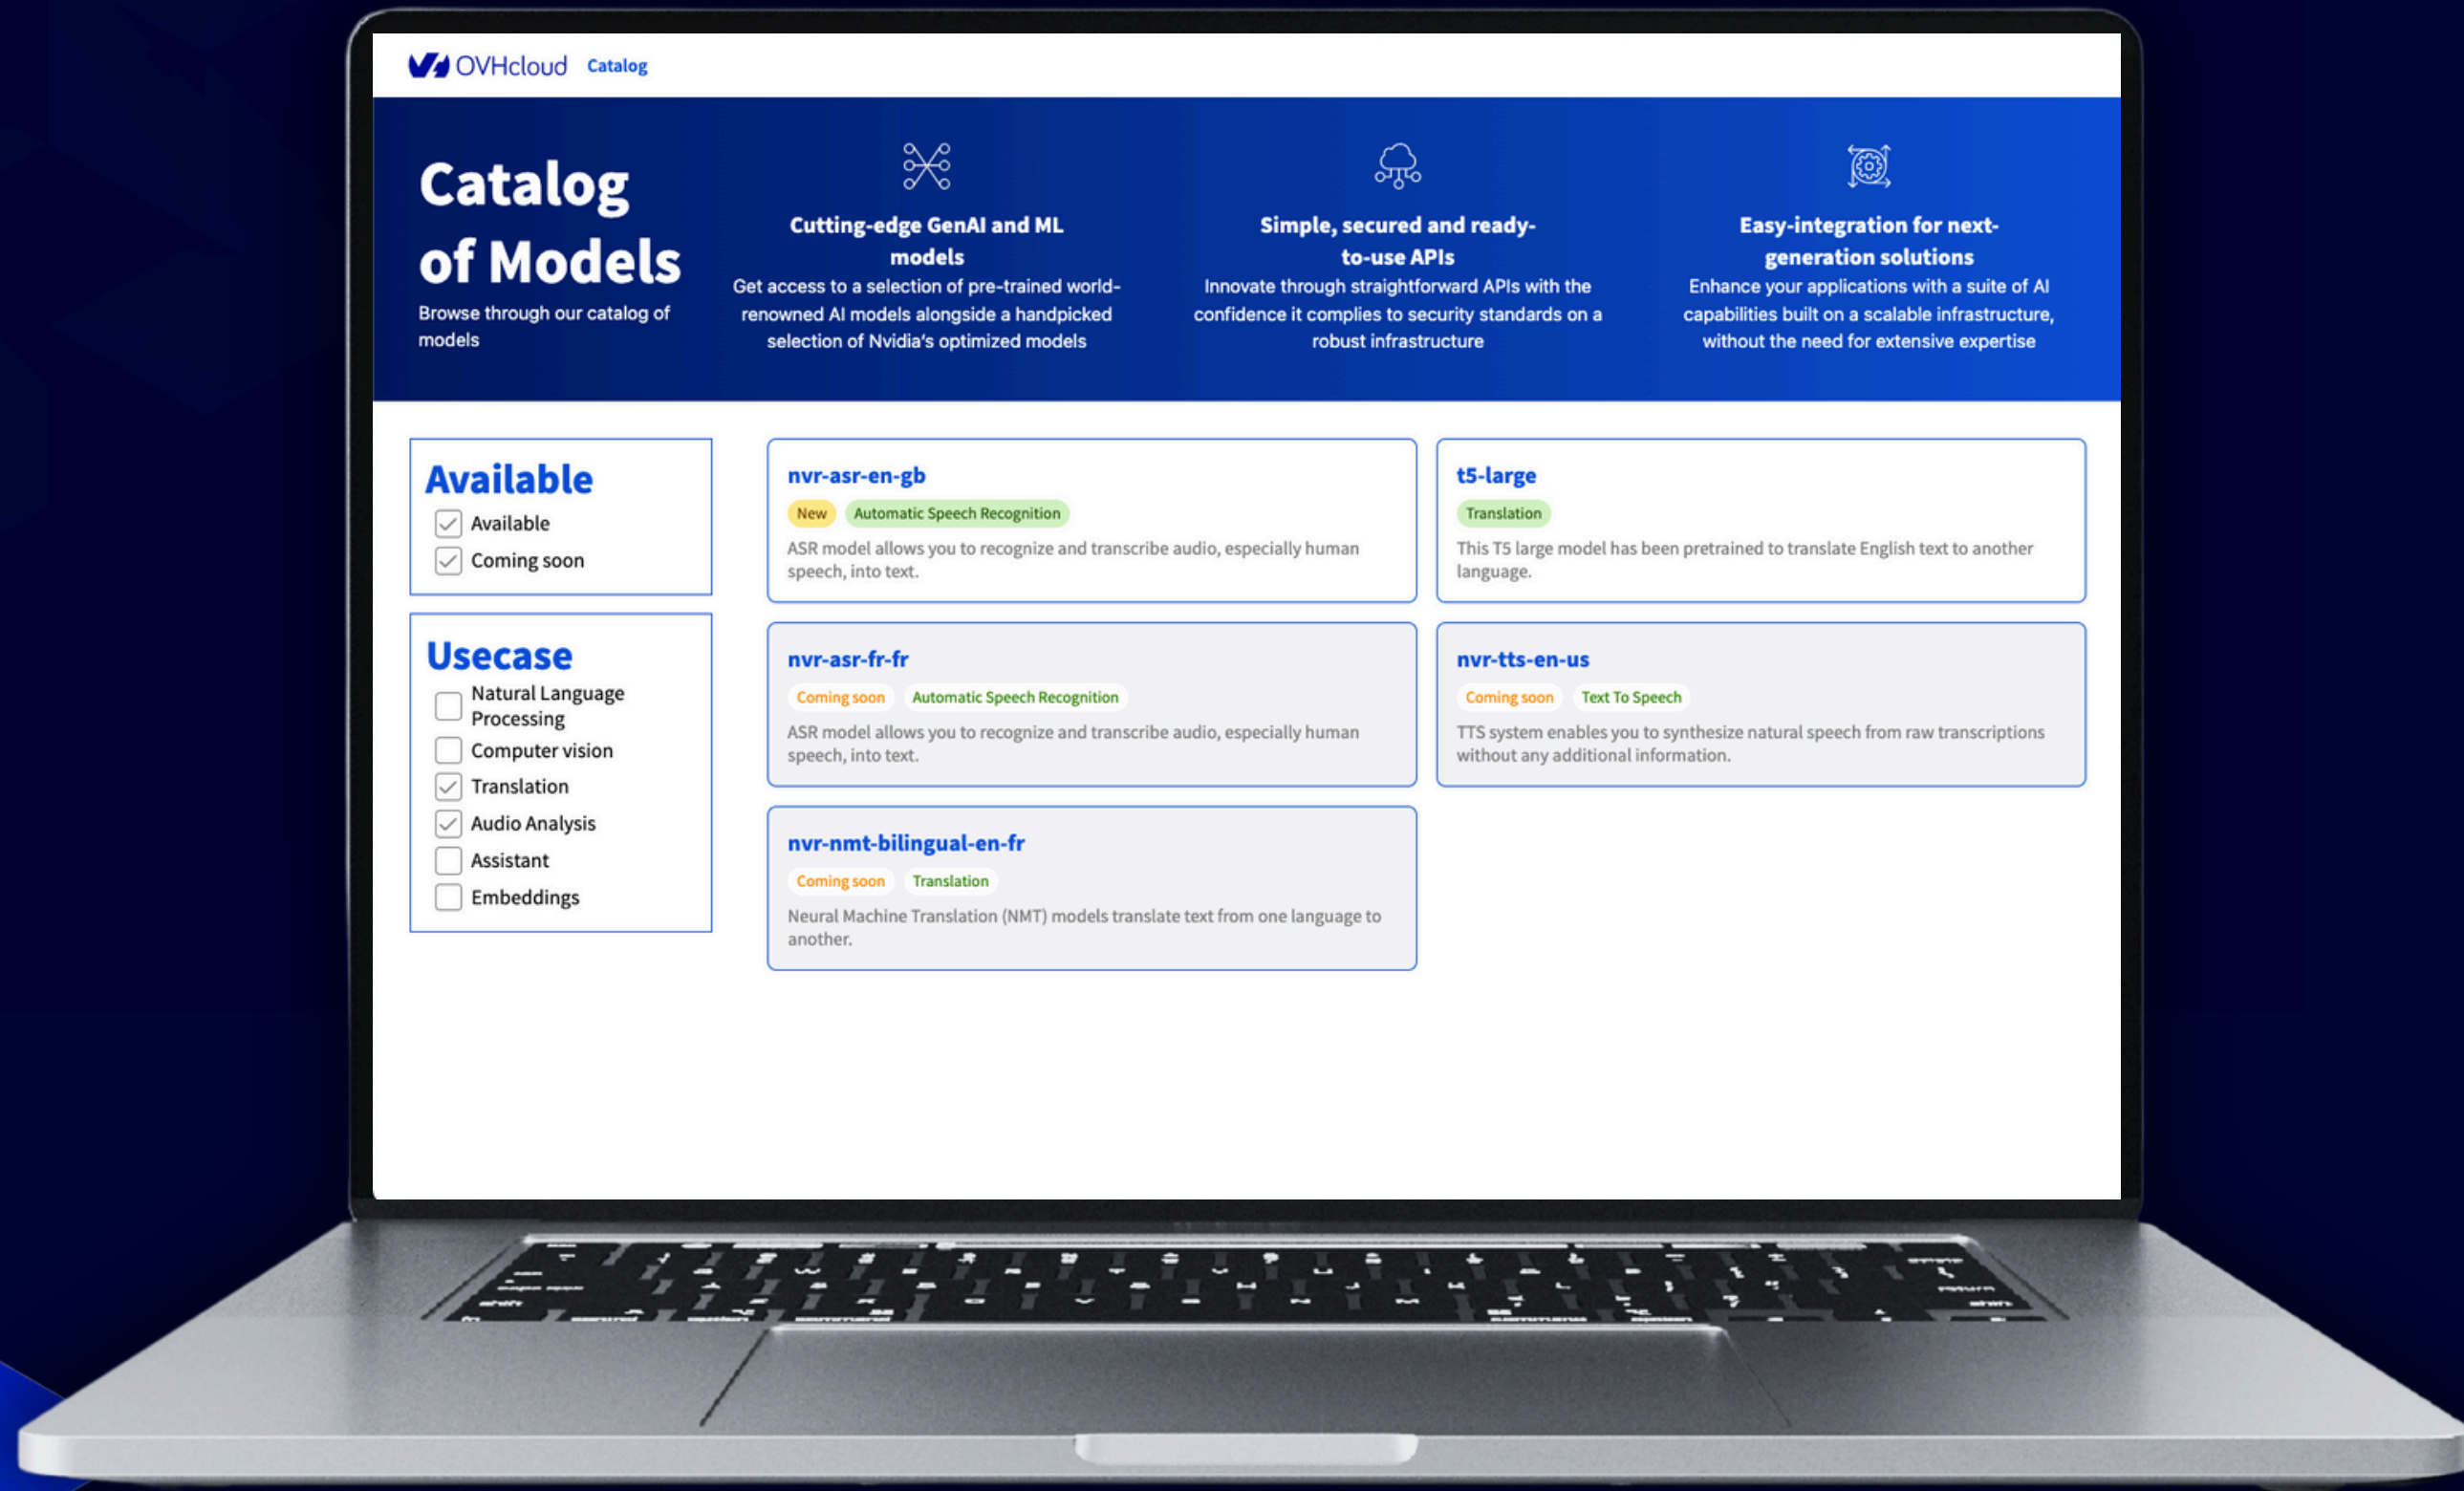 OVHcloud Catalog
Catalog
of Models
Browse through our catalog of
models
Cutting-edge GenAI and ML
models
Get access to a selection of pre-trained world-
renowned AI models alongside a handpicked
selection of Nvidia's optimized models
Simple, secured and ready-
to-use APIs
Innovate through straightforward APIs with the
confidence it complies to security standards on a
robust infrastructure
Easy-integration for next-
generation solutions
Enhance your applications with a suite of AI
capabilities built on a scalable infrastructure,
without the need for extensive expertise
Available
Available
Coming soon
Usecase
Natural Language
Processing
Computer vision
Translation
Audio Analysis
Assistant
Embeddings
nvr-asr-en-gb
New Automatic Speech Recognition
ASR model allows you to recognize and transcribe audio, especially human
speech, into text.
t5-large
Translation
This T5 large model has been pretrained to translate English text to another
language.
nvr-asr-fr-fr
Coming soon Automatic Speech Recognition
ASR model allows you to recognize and transcribe audio, especially human
speech, into text.
nvr-tts-en-us
Coming soon Text To Speech
TTS system enables you to synthesize natural speech from raw transcriptions
without any additional information.
nvr-nmt-bilingual-en-fr
Coming soon Translation
Neural Machine Translation (NMT) models translate text from one language to
another.